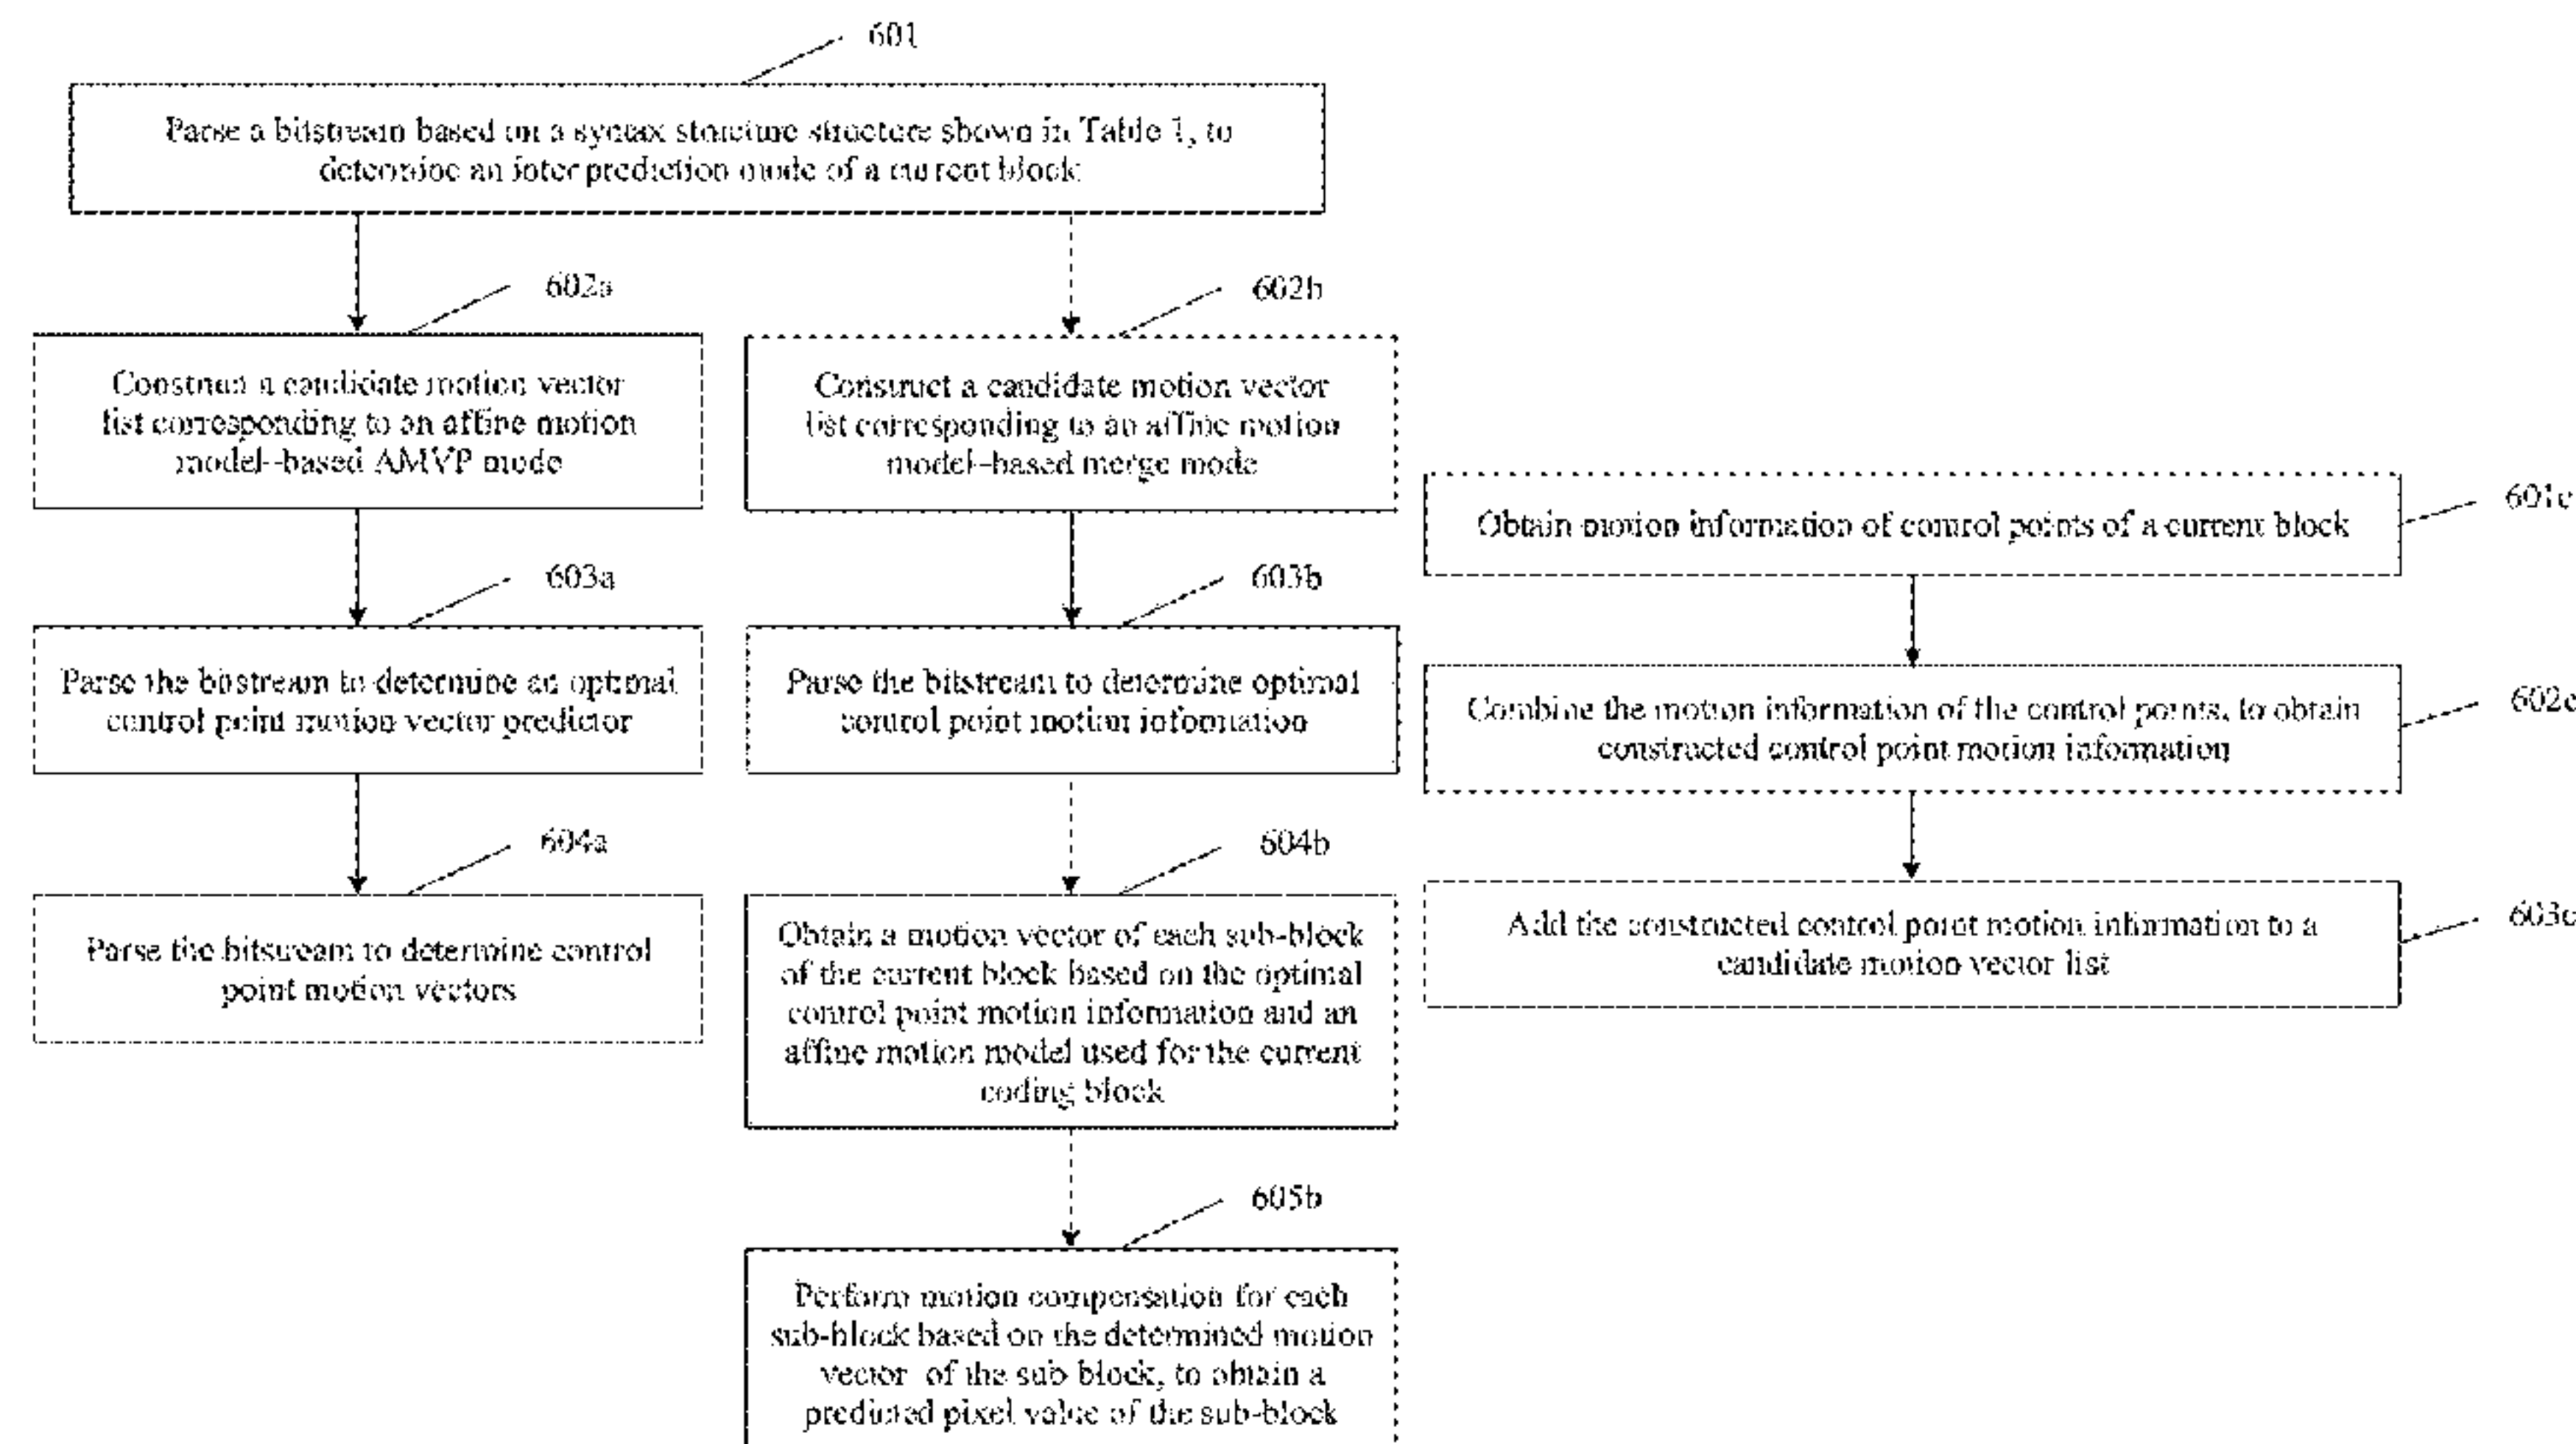 601
Parse a bitstream based on a syntax structure structure shown in Table 1, to
determine an inter prediction mode of a current block
602a
Construct a candidate motion vector
list corresponding to an affine motion
model-based AMVP mode
603a
Parse the bitstream to determine an optimal
control point motion vector predictor
604a
Parse the bitstream to determine control
point motion vectors
602b
Construct a candidate motion vector
list corresponding to an affine motion
model-based merge mode
603b
Parse the bitstream to determine optimal
control point motion information
604b
Obtain a motion vector of each sub-block
of the current block based on the optimal
control point motion information and an
affine motion model used for the current
coding block
605b
Perform motion compensation for each
sub-block based on the determined motion
vector of the sub block, to obtain a
predicted pixel value of the sub-block
601c
Obtain motion information of control points of a current block
602c
Combine the motion information of the control points, to obtain
constructed control point motion information
603c
Add the constructed control point motion information to a
candidate motion vector list